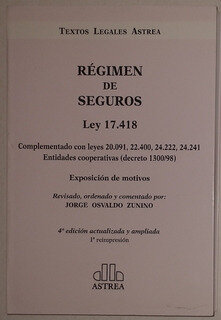 TEXTOS LEGALES ASTREA
RÉGIMEN
DE
SEGUROS
Ley 17.418
Complementado con leyes 20.091, 22.400, 24.222, 24.241
Entidades cooperativas (decreto 1300/98)
Exposición de motivos
Revisado, ordenado y comentado por:
JORGE OSVALDO ZUNINO
4ª edición actualizada y ampliada
1ª reimpresión
ASTREA